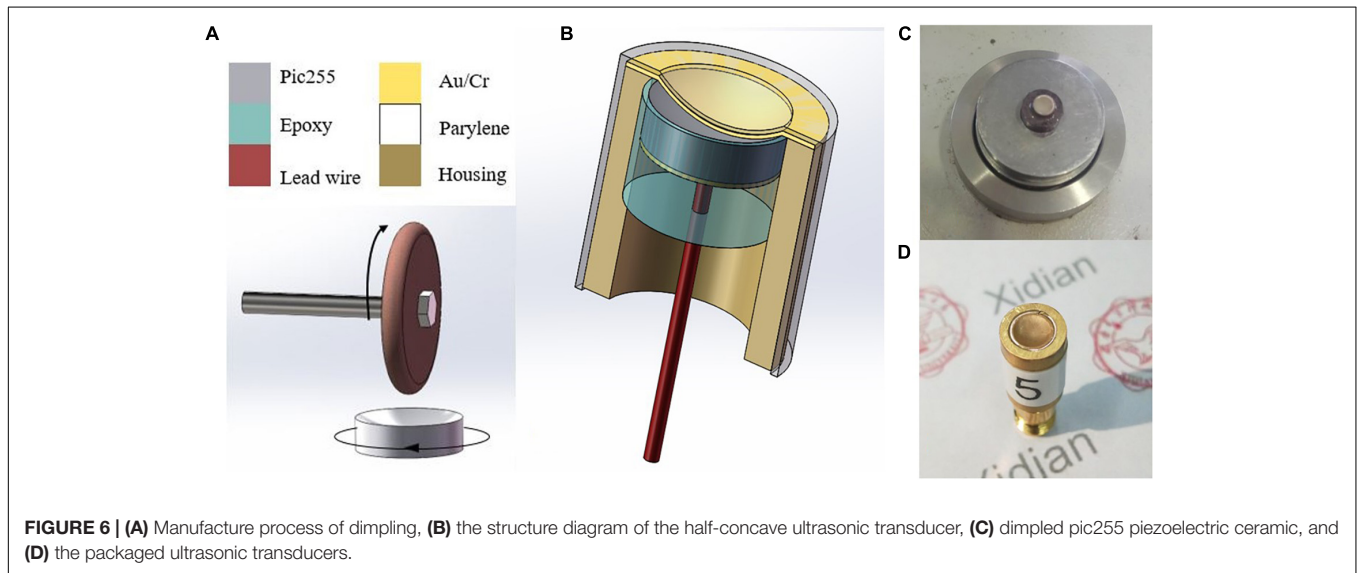 A
B
C
Pic255
Au/Cr
Epoxy
Parylene
Lead wire
Housing
D
Xidian
5
Xidian
FIGURE 6 | (A) Manufacture process of dimpling, (B) the structure diagram of the half-concave ultrasonic transducer, (C) dimpled pic255 piezoelectric ceramic, and
(D) the packaged ultrasonic transducers.